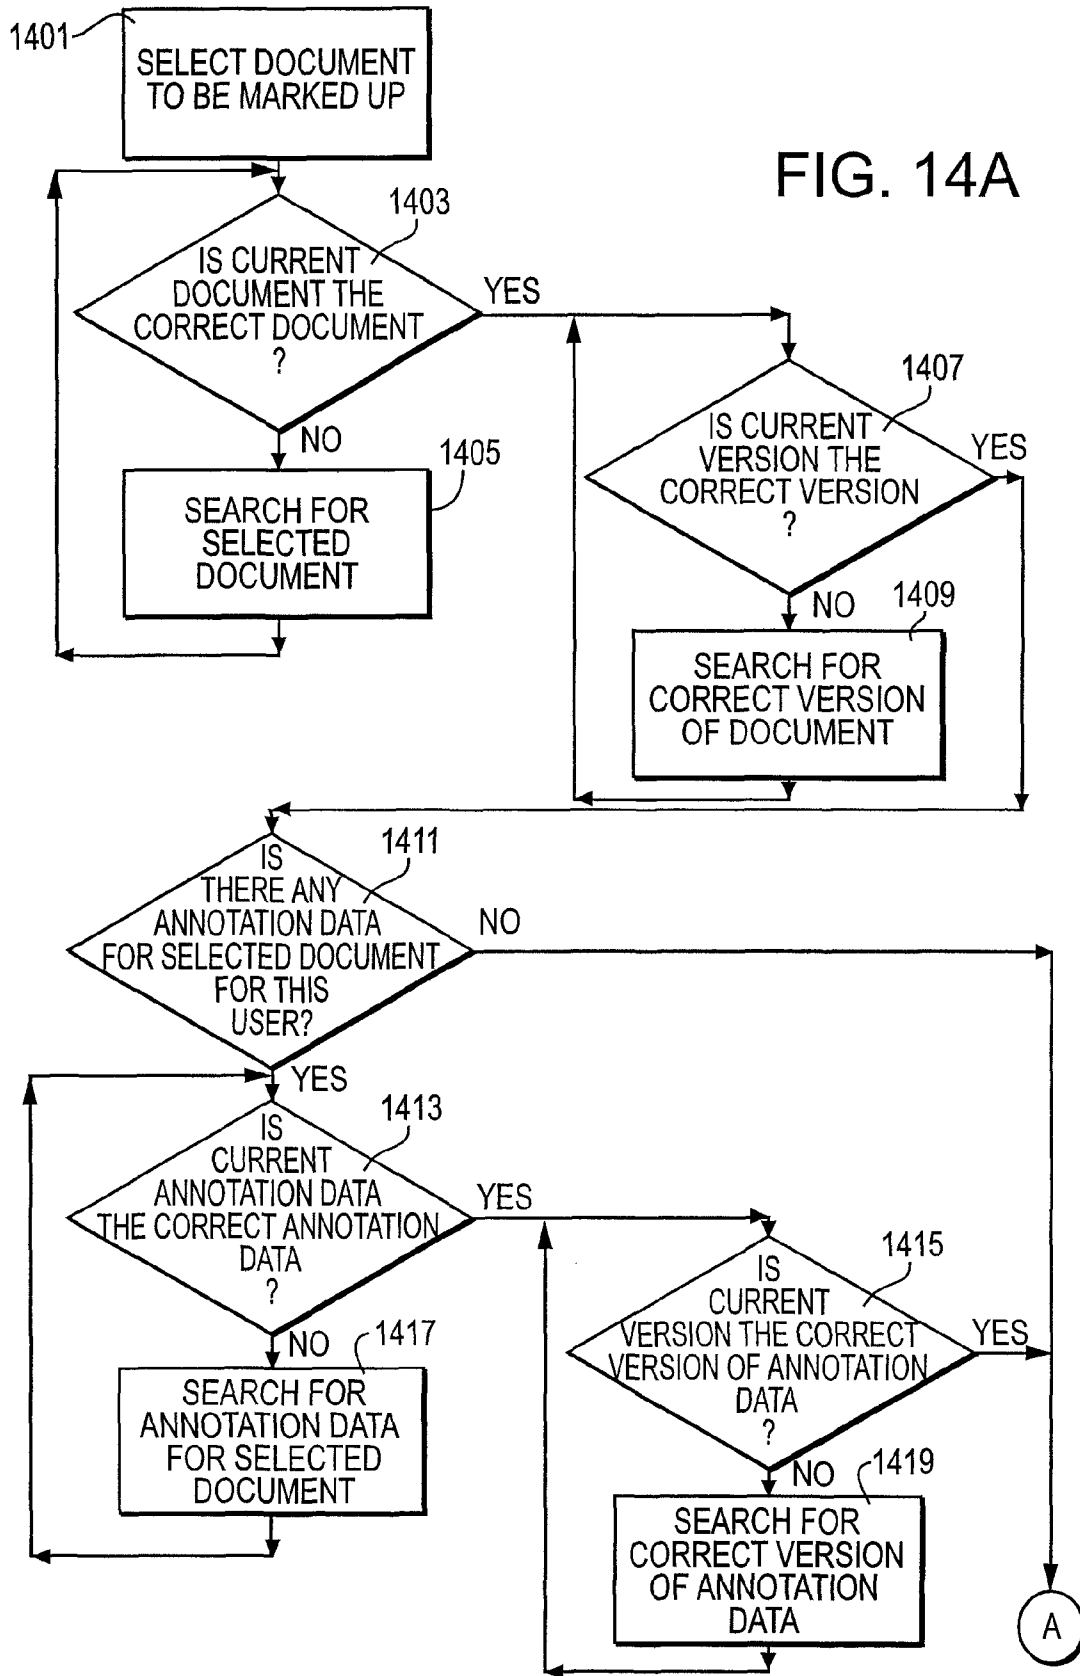 1401
SELECT DOCUMENT
TO BE MARKED UP
FIG. 14A
1403
IS CURRENT
DOCUMENT THE
CORRECT DOCUMENT
?
YES
NO
1405
SEARCH FOR
SELECTED
DOCUMENT
1407
IS CURRENT
VERSION THE
CORRECT VERSION
?
YES
NO
1409
SEARCH FOR
CORRECT VERSION
OF DOCUMENT
1411
IS
THERE ANY
ANNOTATION DATA
FOR SELECTED DOCUMENT
FOR THIS
USER?
NO
YES
1413
IS
CURRENT
ANNOTATION DATA
THE CORRECT ANNOTATION
DATA
?
YES
NO
1417
SEARCH FOR
ANNOTATION DATA
FOR SELECTED
DOCUMENT
1415
IS
CURRENT
VERSION THE CORRECT
VERSION OF ANNOTATION
DATA
?
YES
NO
1419
SEARCH FOR
CORRECT VERSION
OF ANNOTATION
DATA
A